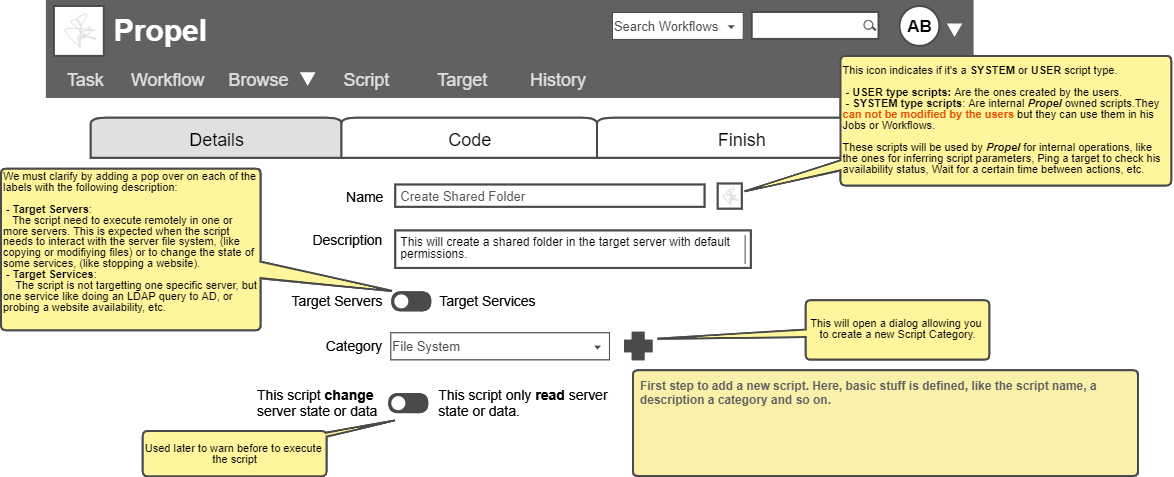 Propel
Search Workflows
AB
Task Workflow Browse Script Target History
This icon indicates if it's a SYSTEM or USER script type.
- USER type scripts: Are the ones created by the users.
- SYSTEM type scripts: Are internal Propel owned scripts.They
can not be modified by the users but they can use them in his
Jobs or Workflows.
These scripts will be used by Propel for internal operations, like
the ones for inferring script parameters, Ping a target to check his
availability status, Wait for a certain time between actions, etc.
Details Code Finish
We must clarify by adding a pop over on each of the
labels with the following description:
- Target Servers:
The script need to execute remotely in one or
more servers. This is expected when the script
needs to interact with the server file system, (like
copying or modifiying files) or to change the state of
some services, (like stopping a website).
- Target Services:
The script is not targetting one specific server, but
one service like doing an LDAP query to AD, or
probing a website availability, etc.
Name Create Shared Folder
Description This will create a shared folder in the target server with default
permissions.
Target Servers Target Services
This will open a dialog allowing you
to create a new Script Category.
Category File System
This script change
server state or data
This script only read server
state or data.
First step to add a new script. Here, basic stuff is defined, like the script name, a
description a category and so on.
Used later to warn before to execute
the script